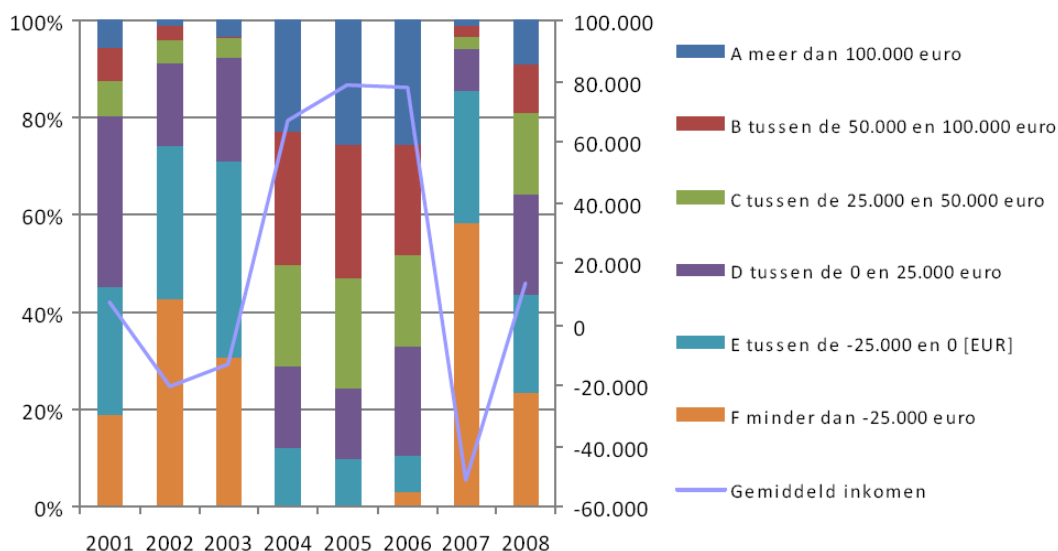 100%
80%
60%
40%
20%
0%
100.000
80.000
60.000
40.000
20.000
0
-20.000
-40.000
-60.000
2001 2002 2003 2004 2005 2006 2007 2008
A meer dan 100.000 euro
B tussen de 50.000 en 100.000 euro
C tussen de 25.000 en 50.000 euro
D tussen de 0 en 25.000 euro
E tussen de -25.000 en 0 [EUR]
F minder dan -25.000 euro
Gemiddeld inkomen